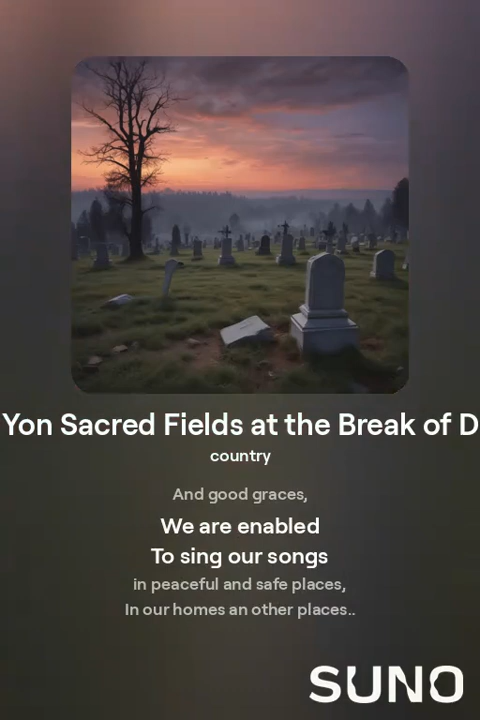 Yon Sacred Fields at the Break of D
country
And good graces,
We are enabled
To sing our songs
in peaceful and safe places,
In our homes an other places..
SUNO